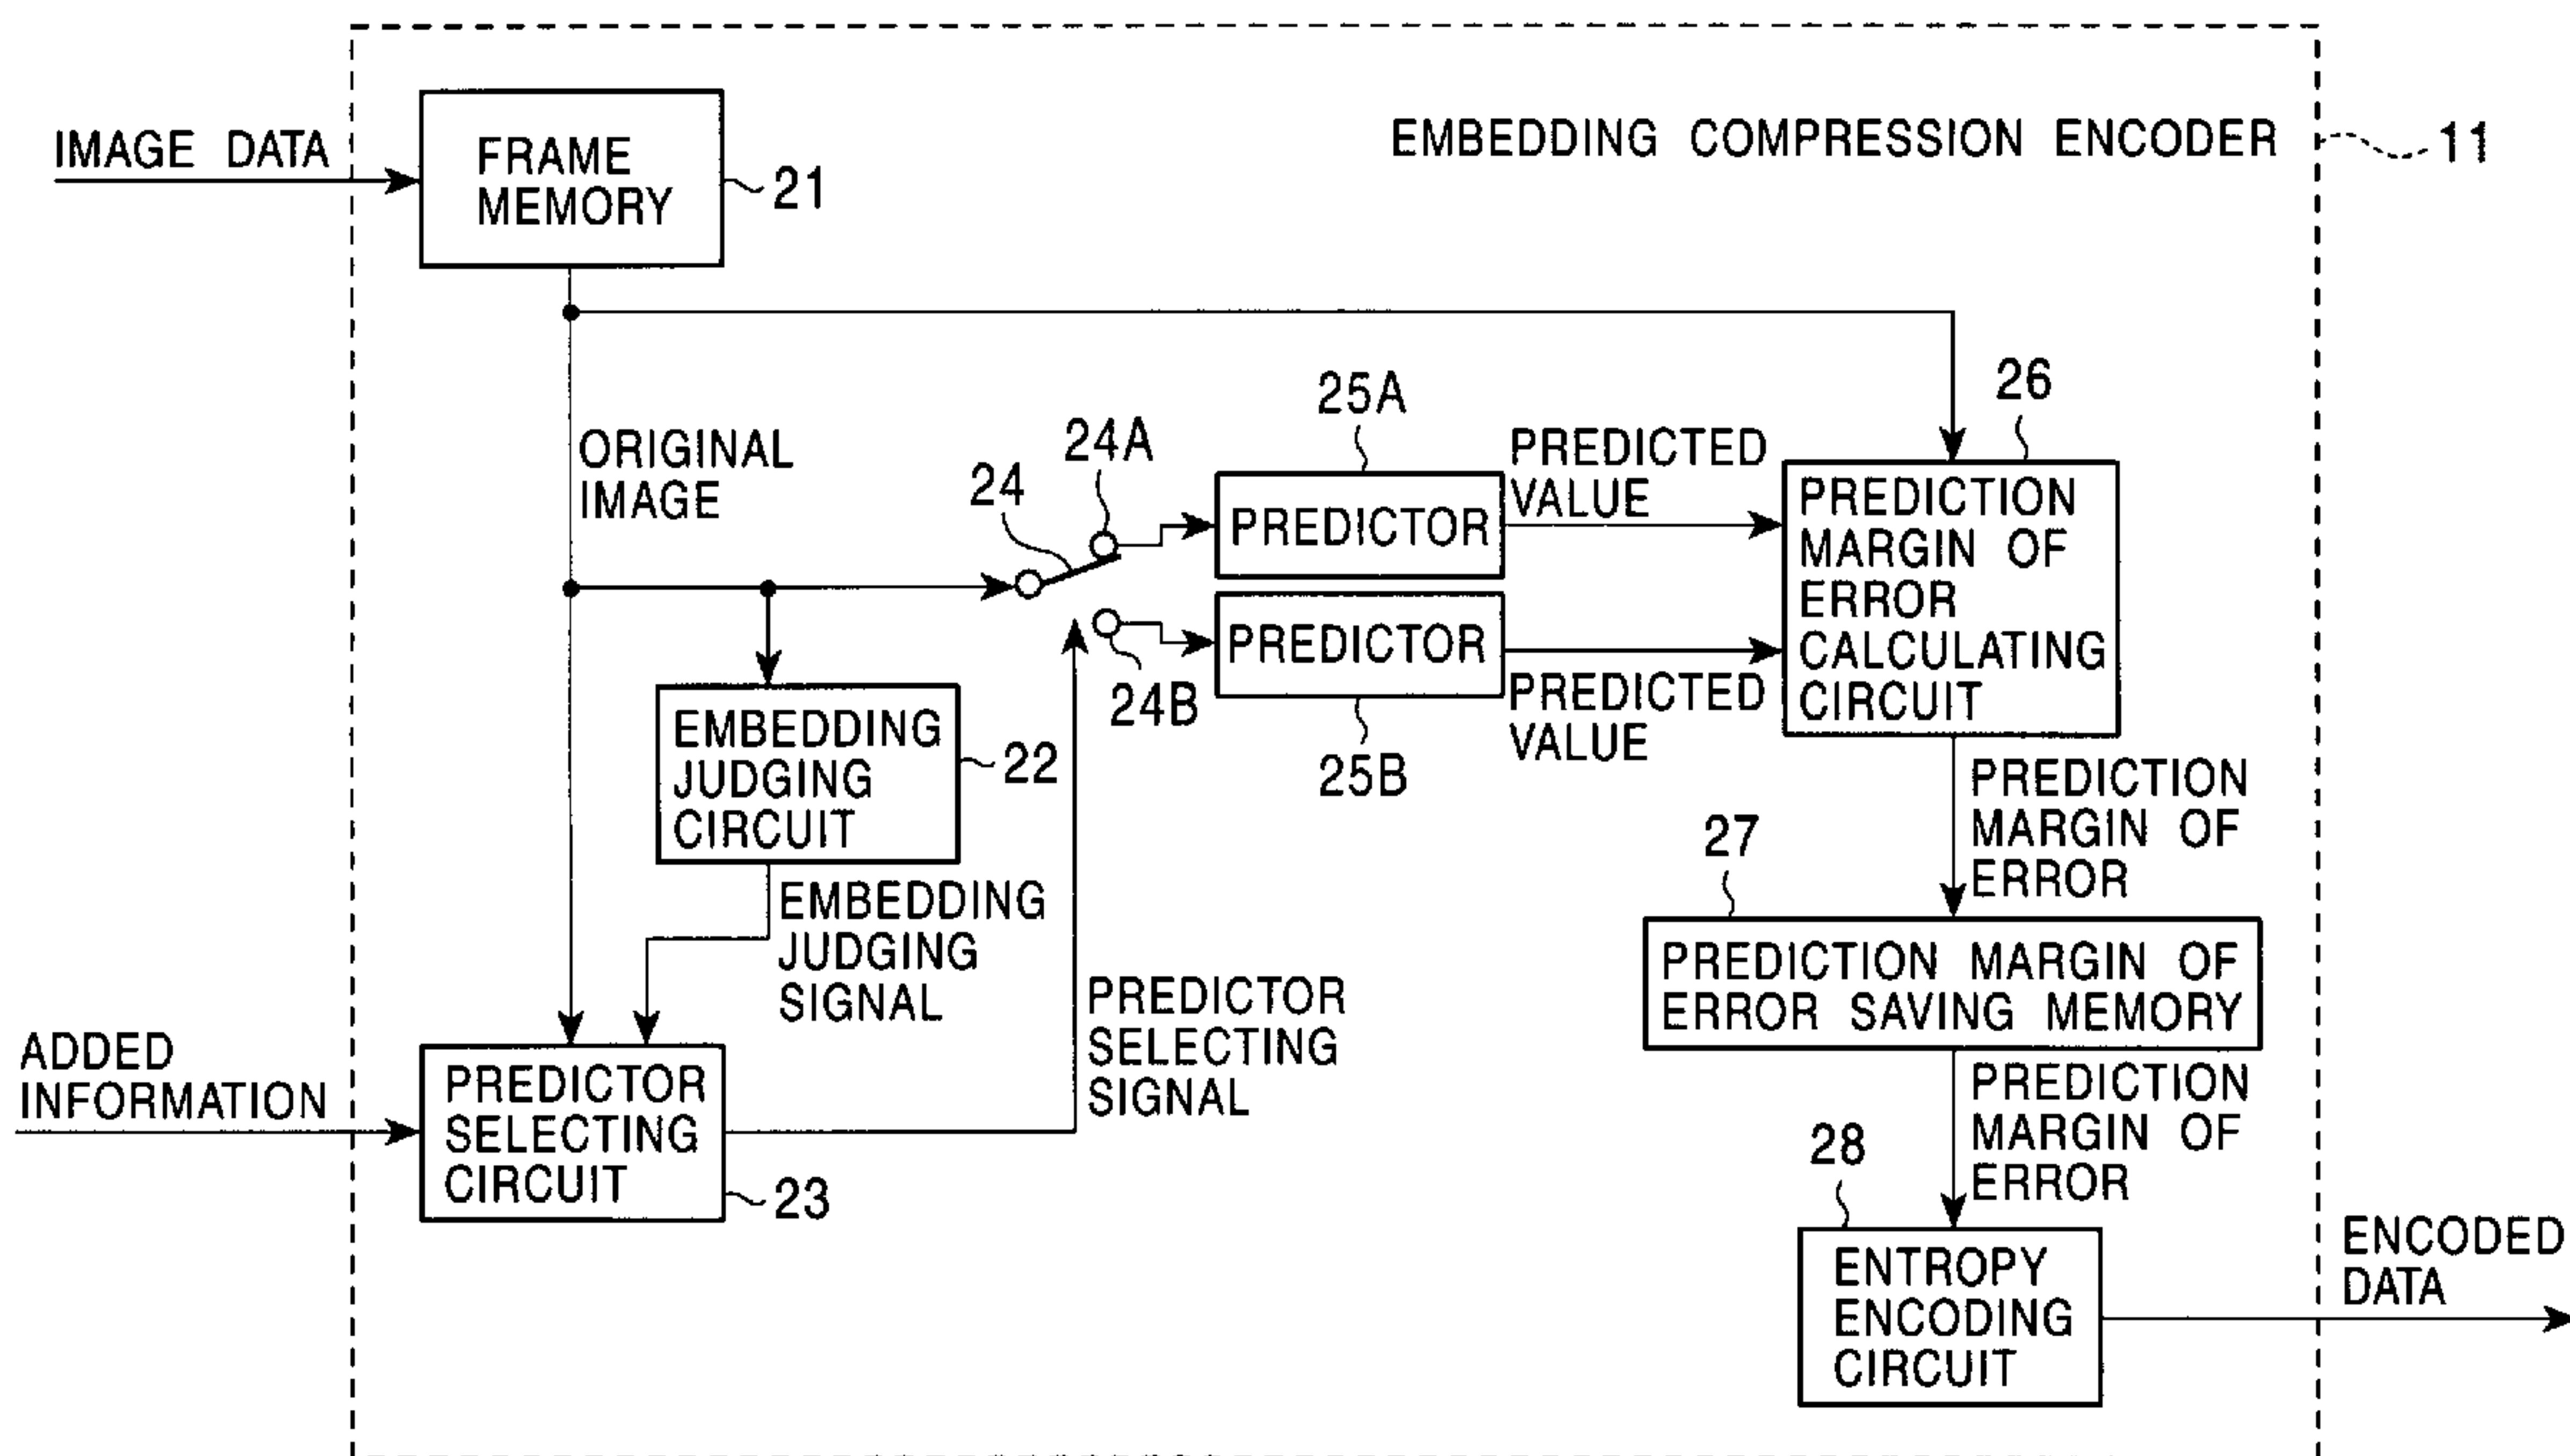 EMBEDDING COMPRESSION ENCODER
11
IMAGE DATA
FRAME
MEMORY
21
ORIGINAL
IMAGE
24
24A
24B
25A
PREDICTOR
PREDICTED
VALUE
PREDICTOR
25B
PREDICTED
VALUE
26
PREDICTION
MARGIN OF
ERROR
CALCULATING
CIRCUIT
EMBEDDING
JUDGING
CIRCUIT
22
EMBEDDING
JUDGING
SIGNAL
PREDICTOR
SELECTING
SIGNAL
PREDICTION
MARGIN OF
ERROR
27
PREDICTION MARGIN OF
ERROR SAVING MEMORY
ADDED
INFORMATION
PREDICTOR
SELECTING
CIRCUIT
23
PREDICTION
MARGIN OF
ERROR
28
ENTROPY
ENCODING
CIRCUIT
ENCODED
DATA